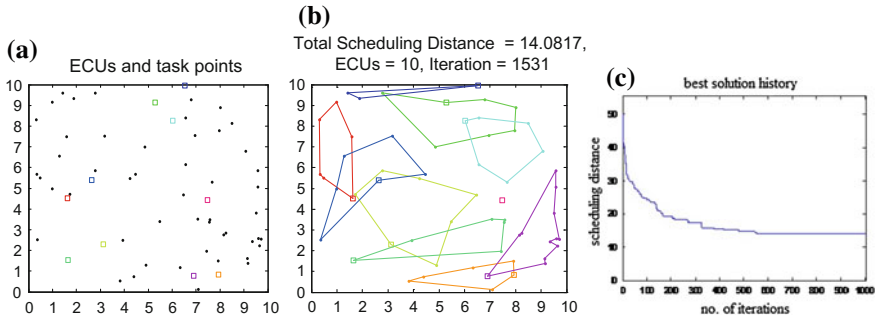 (a)
ECUs and task points
10
9
8
7
6
5
4
3
2
1
0
0 1 2 3 4 5 6 7 8 9 10
(b)
Total Scheduling Distance = 14.0817,
ECUs = 10, Iteration = 1531
10
9
8
7
6
5
4
3
2
1
0
0 1 2 3 4 5 6 7 8 9 10
(c)
best solution history
scheduling distance
50
40
30
20
10
0
0 100 200 300 400 500 600 700 800 900 1000
no. of iterations